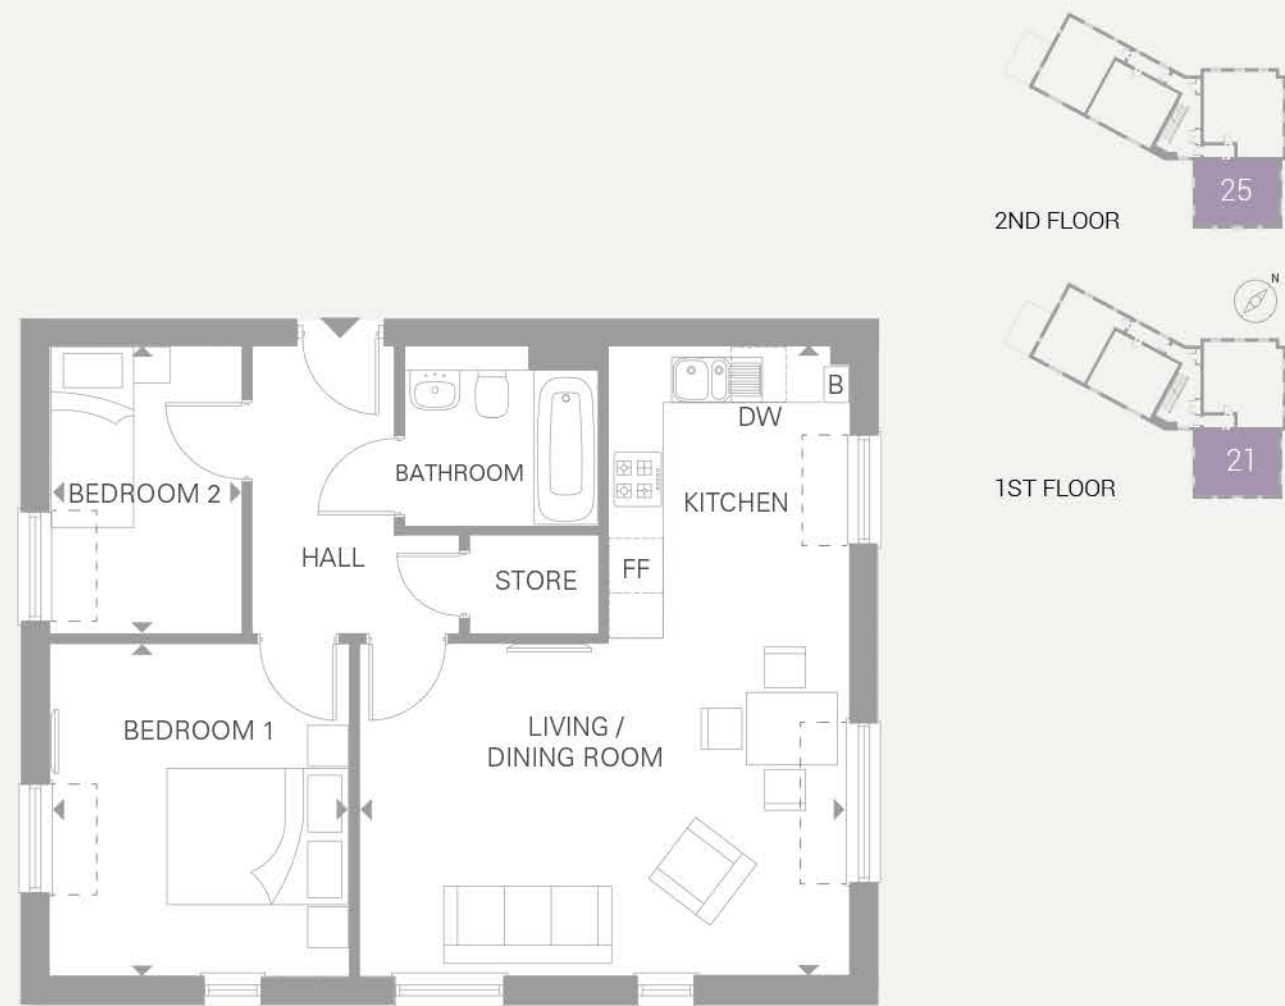 25
2ND FLOOR
N
21
1ST FLOOR
B
DW
BATHROOM
BEDROOM 2
KITCHEN
HALL
STORE
FF
BEDROOM 1
LIVING /
DINING ROOM